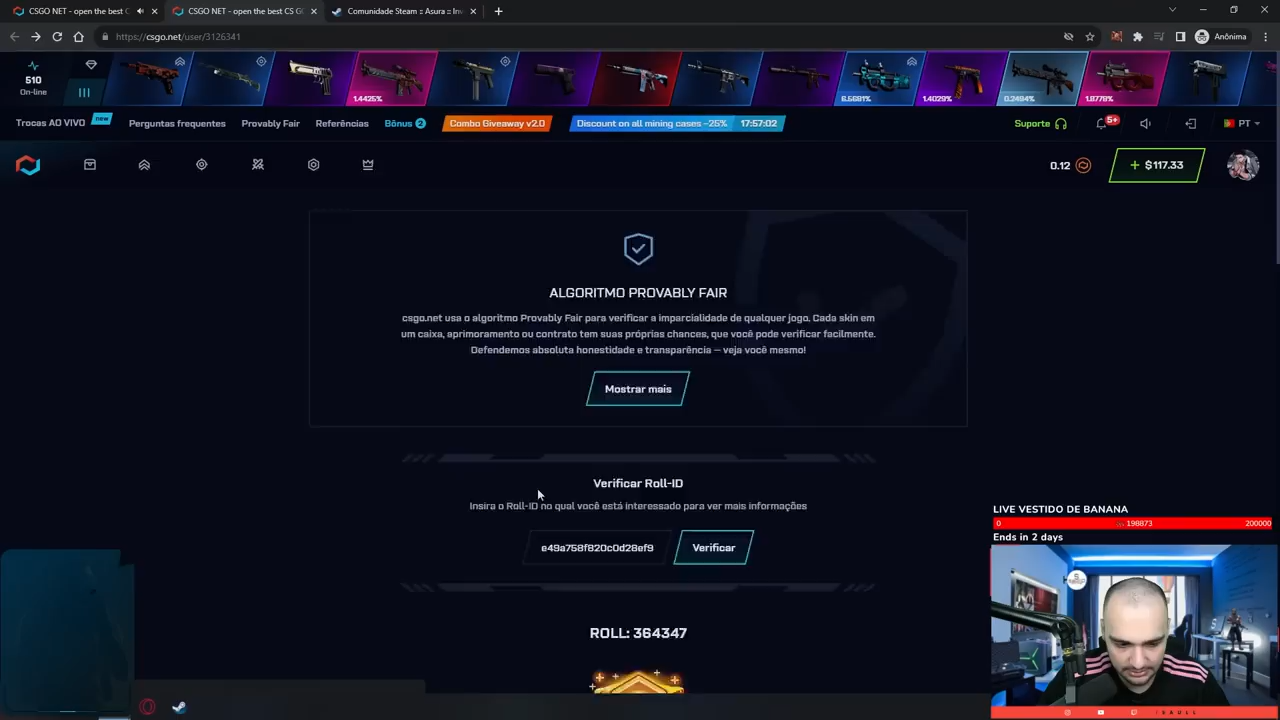 CSGO NET - open the best C
CSGO NET - open the best CS GO
Comunidade Steam :: Asura :: Inv
https://csgo.net/user/3126341
Anônima
510
On-line
1.4425%
6.5681%
1.4029%
0.2494%
1.9778%
Trocas AO VIVO
new
Perguntas frequentes
Provably Fair
Referências
Bônus 2
Combo Giveaway v2.0
Discount on all mining cases -25%
17:57:02
Suporte
5+
PT
0.12
+ $117.33
ALGORITMO PROVABLY FAIR
csgo.net usa o algoritmo Provably Fair para verificar a imparcialidade de qualquer jogo. Cada skin em
um caixa, aprimoramento ou contrato tem suas próprias chances, que você pode verificar facilmente.
Defendemos absoluta honestidade e transparência – veja você mesmo!
Mostrar mais
Verificar Roll-ID
Insira o Roll-ID no qual você está interessado para ver mais informações
e49a758f820c0d28ef9
Verificar
ROLL: 364347
LIVE VESTIDO DE BANANA
0
198873
200000
Ends in 2 days